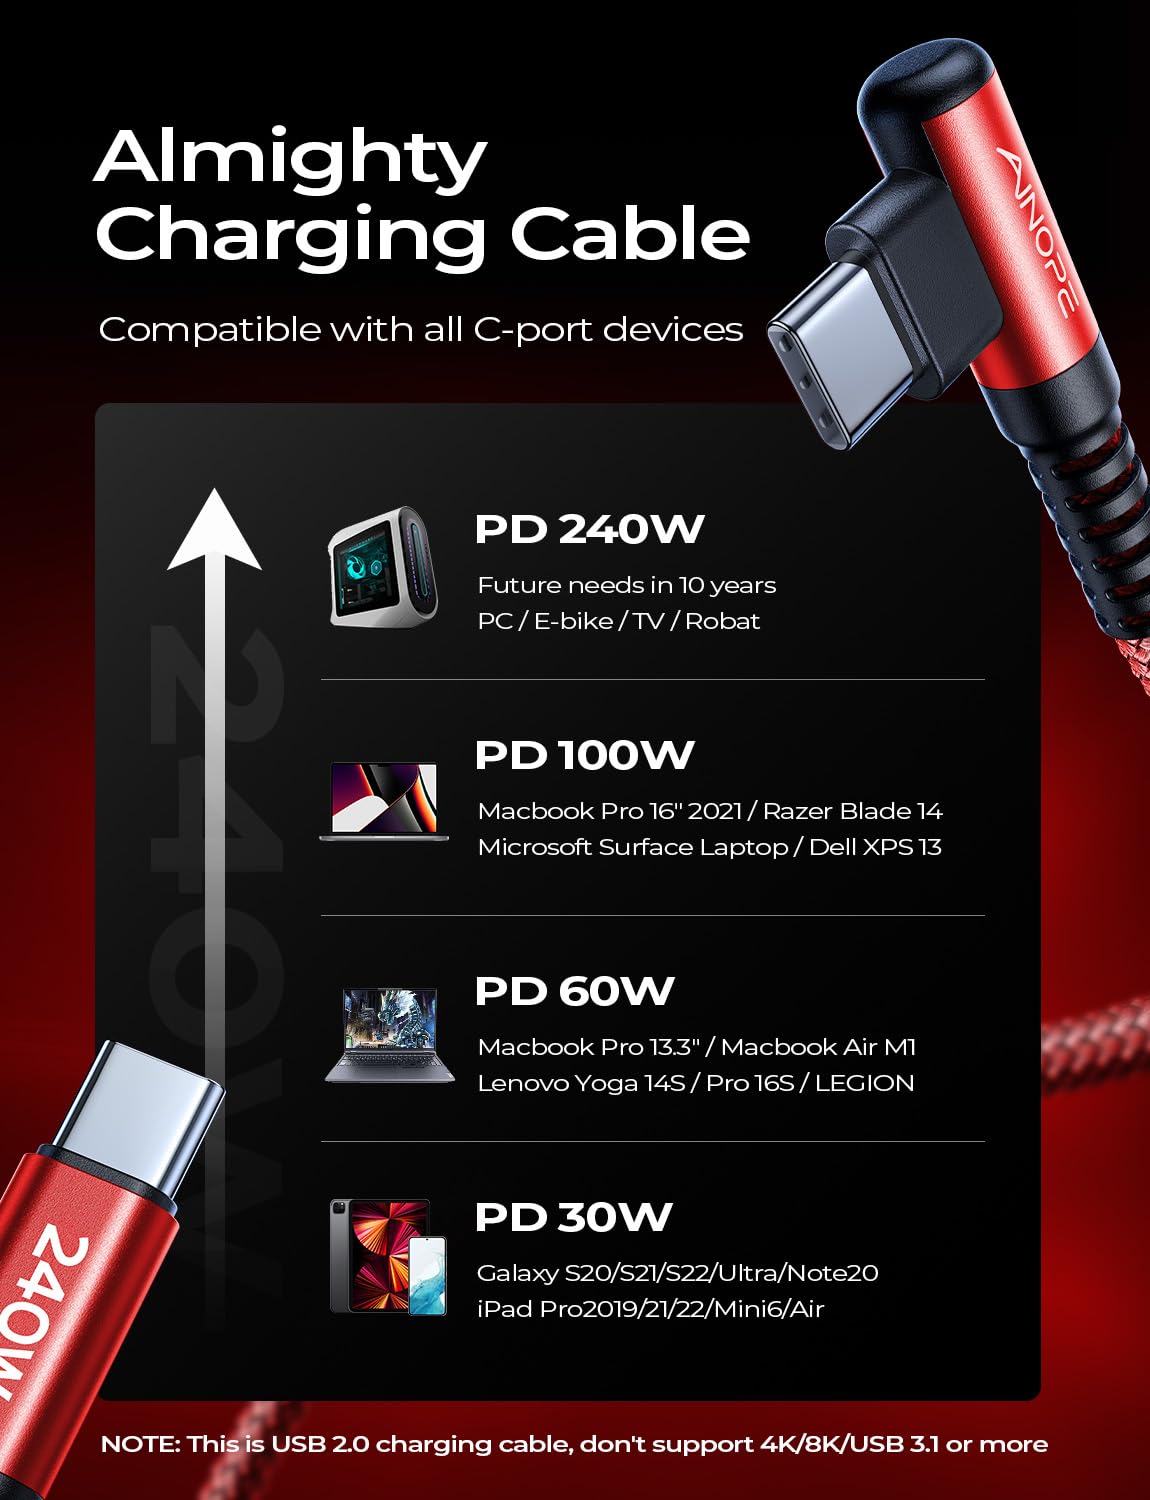 Almighty
Charging Cable
Compatible with all C-port devices
AINOPE
PD 240W
Future needs in 10 years
PC / E-bike / TV / Robat
240W
PD 100W
Macbook Pro 16" 2021 / Razer Blade 14
Microsoft Surface Laptop / Dell XPS 13
PD 60W
Macbook Pro 13.3" / Macbook Air M1
Lenovo Yoga 14S / Pro 16S / LEGION
PD 30W
Galaxy S20/S21/S22/Ultra/Note20
iPad Pro2019/21/22/Mini6/Air
240W
NOTE: This is USB 2.0 charging cable, don't support 4K/8K/USB 3.1 or more